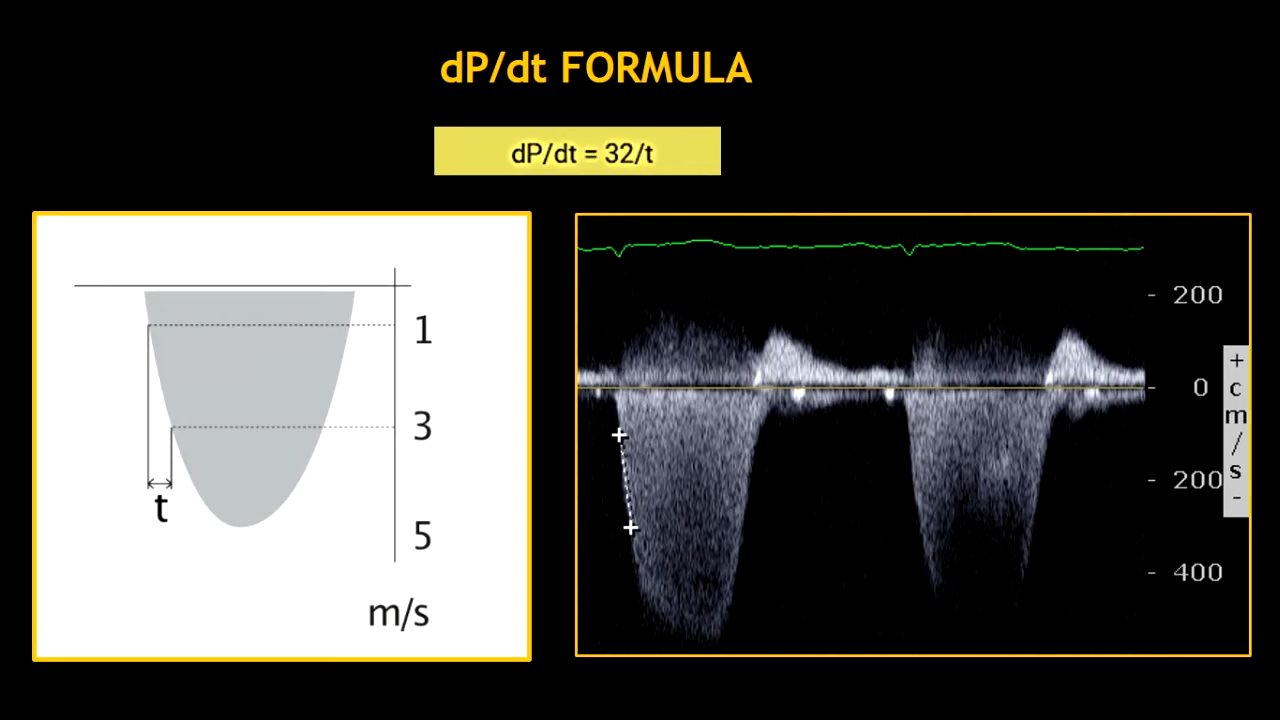 dP/dt FORMULA
dP/dt = 32/t
1
3
t
5
m/s
- 200
- 0
- 200
- 400
+
c
m
/
s
-